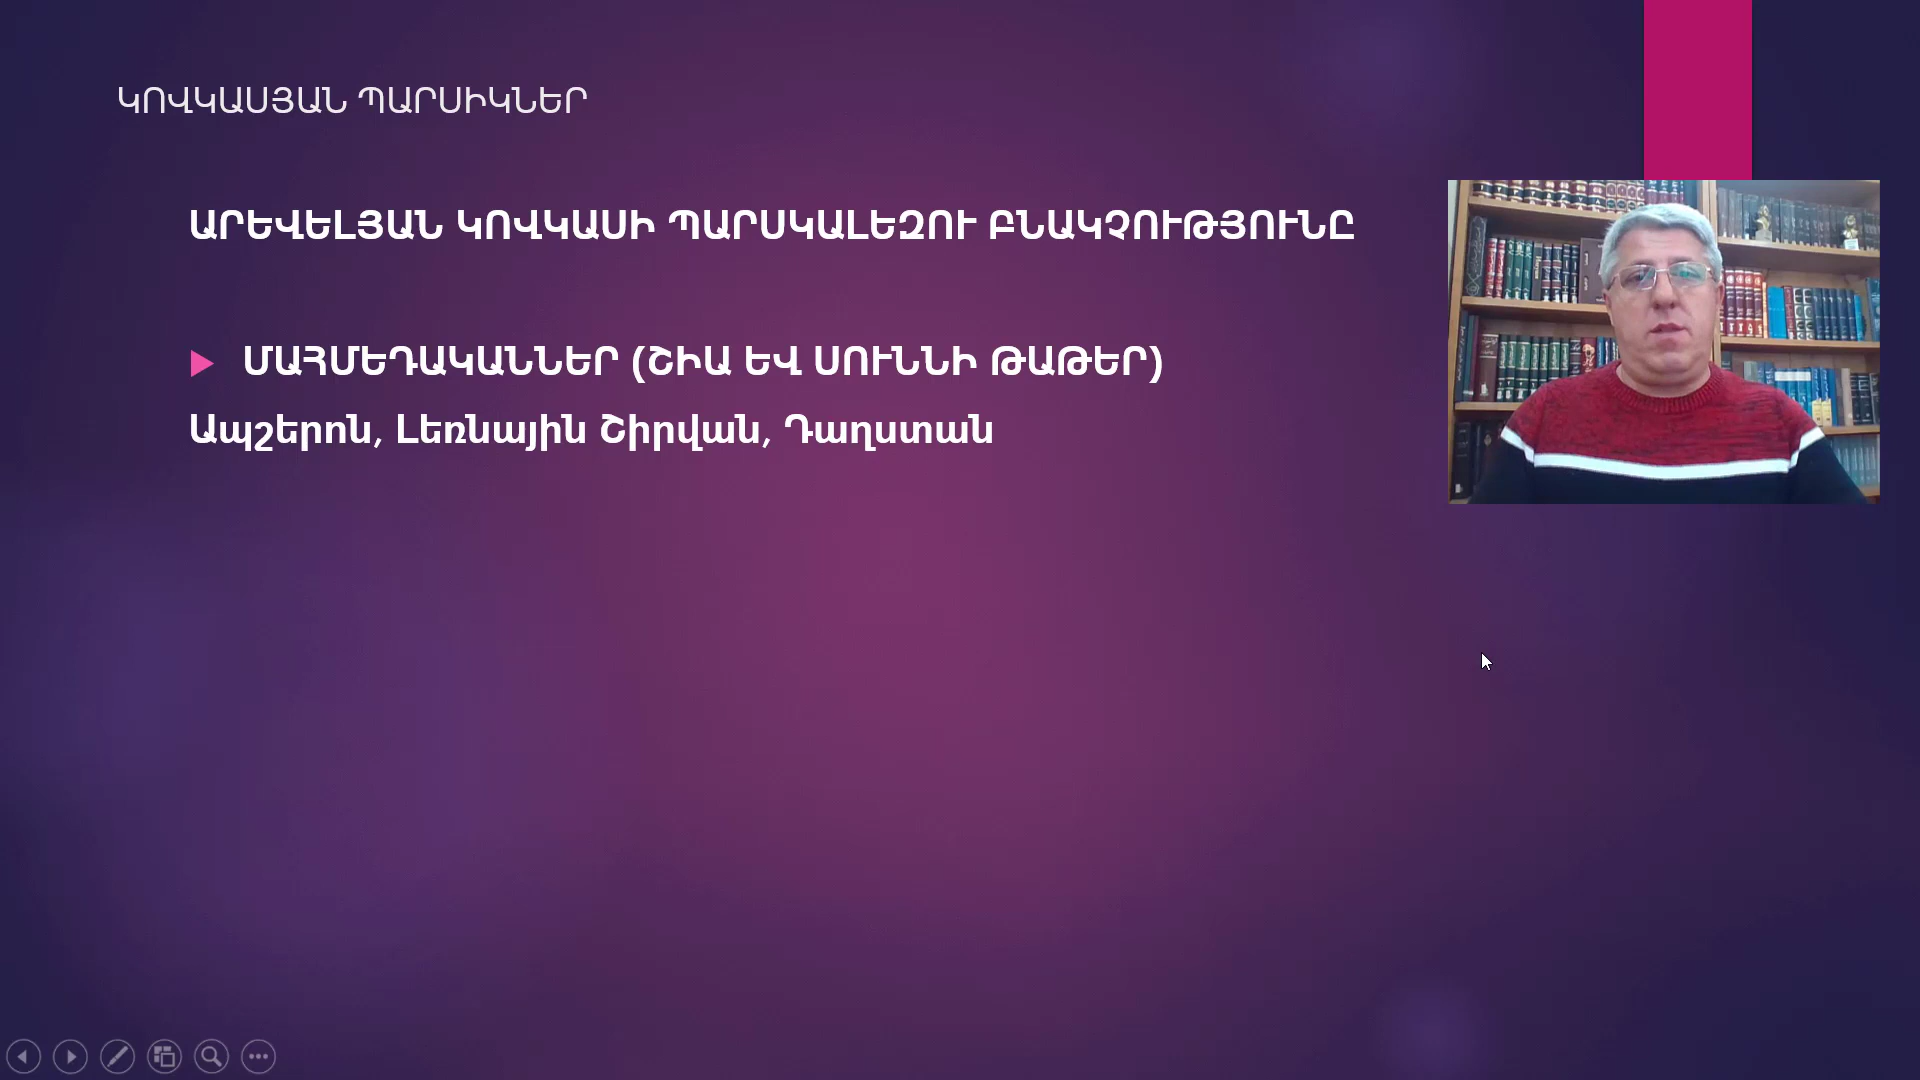 ԿՈՎԿԱՍՅԱՆ ՊԱՐՍԻԿՆԵՐ
ԱՐԵՎԵԼՅԱՆ ԿՈՎԿԱՍԻ ՊԱՐՍԿԱԼԵԶՈՒ ԲՆԱԿՉՈՒԹՅՈՒՆԸ
ՄԱՀՄԵԴԱԿԱՆՆԵՐ (ՇԻԱ ԵՎ ՍՈՒՆՆԻ ԹԱԹԵՐ)
Ապշերոն, Լեռնային Շիրվան, Դաղստան